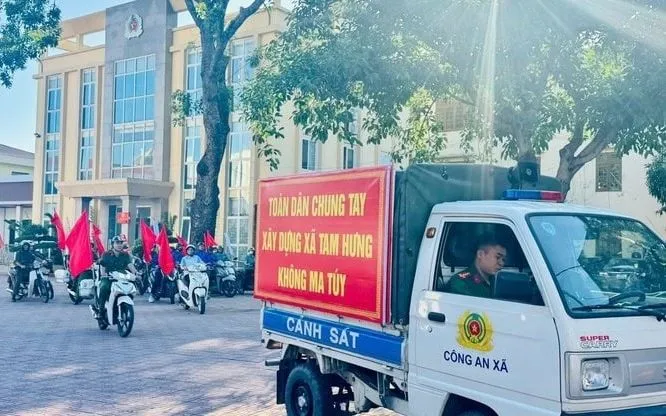 TOÀN DÂN CHUNG TAY
XÂY DỰNG XÃ TAM HƯNG
KHÔNG MA TÚY
CẢNH SÁT
CÔNG AN XÃ
SUPER
CARRY